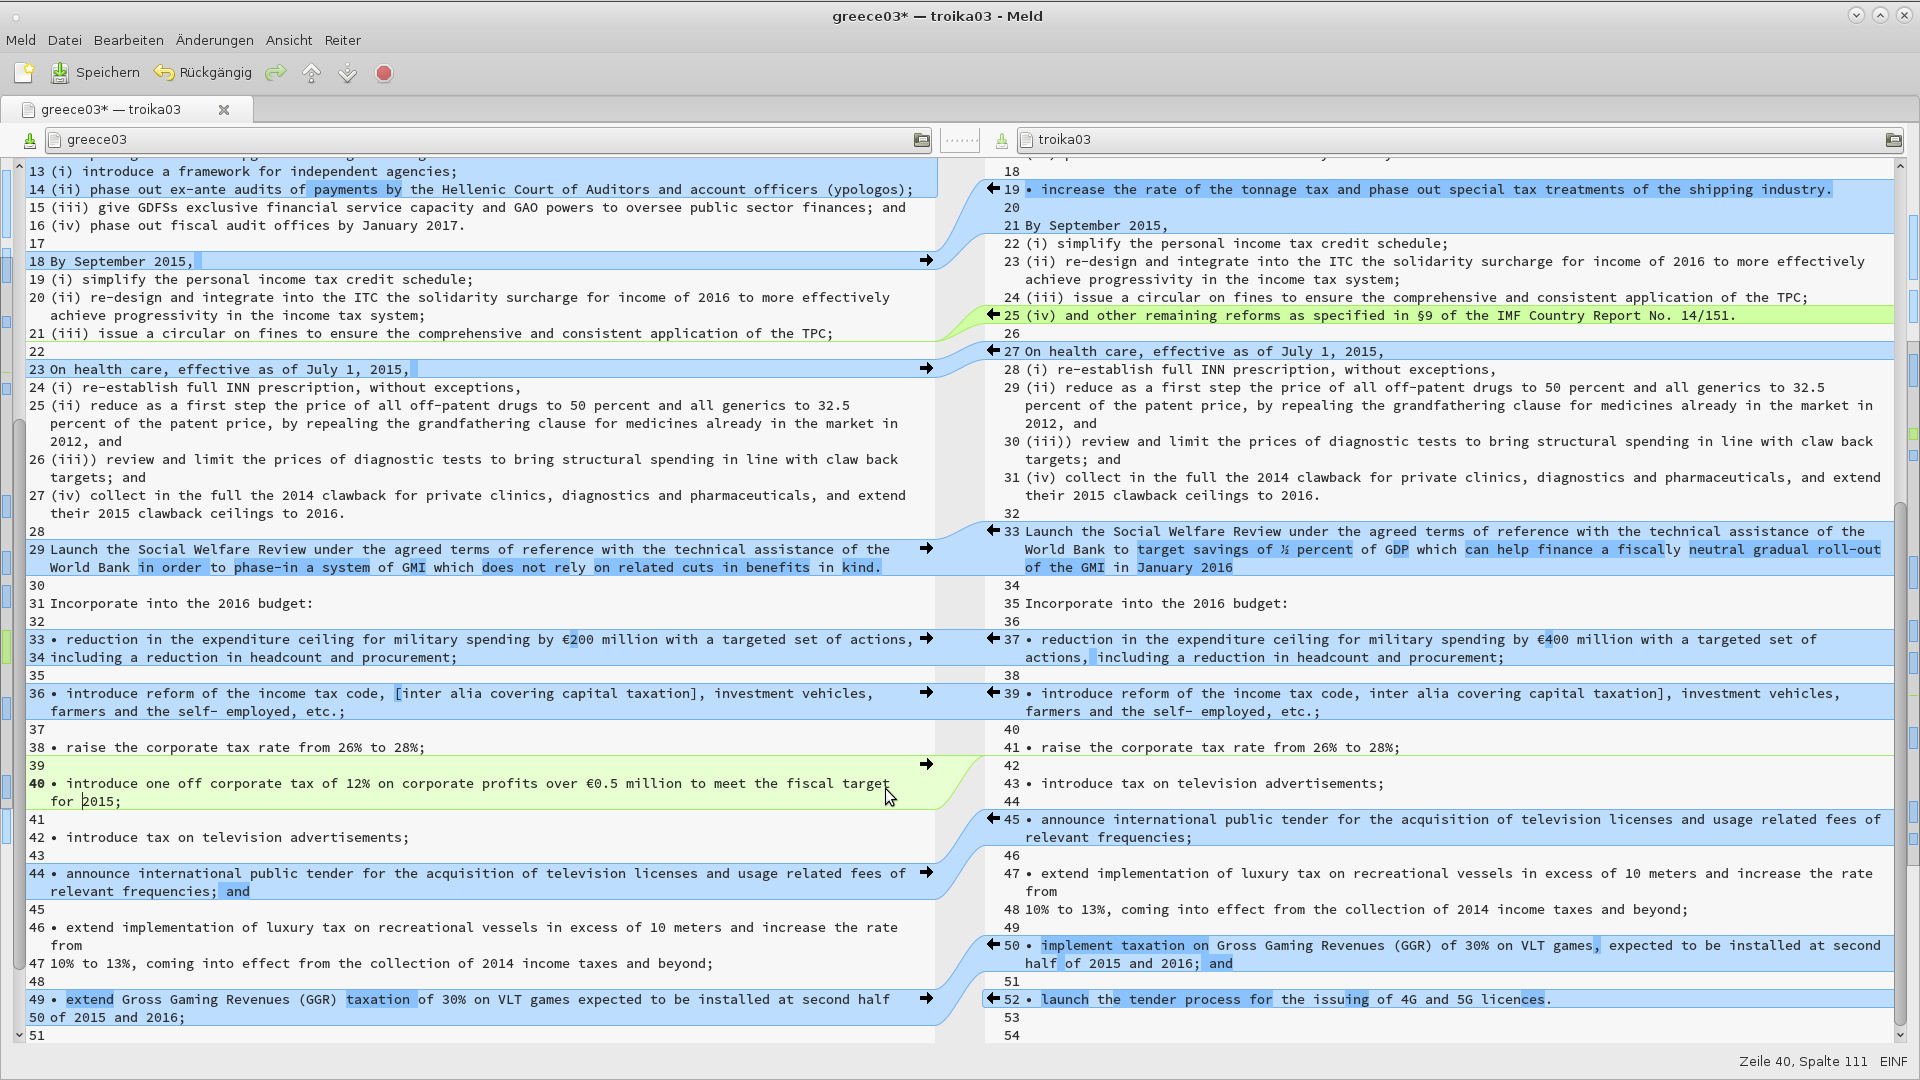 greece03* — troika03 - Meld
Meld Datei Bearbeiten Änderungen Ansicht Reiter
Speichern Rückgängig
greece03* — troika03
greece03
13 (i) introduce a framework for independent agencies;
14 (ii) phase out ex-ante audits of payments by the Hellenic Court of Auditors and account officers (ypologos);
15 (iii) give GDFSs exclusive financial service capacity and GAO powers to oversee public sector finances; and
16 (iv) phase out fiscal audit offices by January 2017.
17
18 By September 2015,
19 (i) simplify the personal income tax credit schedule;
20 (ii) re-design and integrate into the ITC the solidarity surcharge for income of 2016 to more effectively
achieve progressivity in the income tax system;
21 (iii) issue a circular on fines to ensure the comprehensive and consistent application of the TPC;
22
23 On health care, effective as of July 1, 2015,
24 (i) re-establish full INN prescription, without exceptions,
25 (ii) reduce as a first step the price of all off-patent drugs to 50 percent and all generics to 32.5
percent of the patent price, by repealing the grandfathering clause for medicines already in the market in
2012, and
26 (iii)) review and limit the prices of diagnostic tests to bring structural spending in line with claw back
targets; and
27 (iv) collect in the full the 2014 clawback for private clinics, diagnostics and pharmaceuticals, and extend
their 2015 clawback ceilings to 2016.
28
29 Launch the Social Welfare Review under the agreed terms of reference with the technical assistance of the
World Bank in order to phase-in a system of GMI which does not rely on related cuts in benefits in kind.
30
31 Incorporate into the 2016 budget:
32
33 • reduction in the expenditure ceiling for military spending by €200 million with a targeted set of actions,
34 including a reduction in headcount and procurement;
35
36 • introduce reform of the income tax code, [inter alia covering capital taxation], investment vehicles,
farmers and the self- employed, etc.;
37
38 • raise the corporate tax rate from 26% to 28%;
39
40 • introduce one off corporate tax of 12% on corporate profits over €0.5 million to meet the fiscal target
for 2015;
41
42 • introduce tax on television advertisements;
43
44 • announce international public tender for the acquisition of television licenses and usage related fees of
relevant frequencies; and
45
46 • extend implementation of luxury tax on recreational vessels in excess of 10 meters and increase the rate
from
47 10% to 13%, coming into effect from the collection of 2014 income taxes and beyond;
48
49 • extend Gross Gaming Revenues (GGR) taxation of 30% on VLT games expected to be installed at second half
50 of 2015 and 2016;
51
troika03
18
19 • increase the rate of the tonnage tax and phase out special tax treatments of the shipping industry.
20
21 By September 2015,
22 (i) simplify the personal income tax credit schedule;
23 (ii) re-design and integrate into the ITC the solidarity surcharge for income of 2016 to more effectively
achieve progressivity in the income tax system;
24 (iii) issue a circular on fines to ensure the comprehensive and consistent application of the TPC;
25 (iv) and other remaining reforms as specified in §9 of the IMF Country Report No. 14/151.
26
27 On health care, effective as of July 1, 2015,
28 (i) re-establish full INN prescription, without exceptions,
29 (ii) reduce as a first step the price of all off-patent drugs to 50 percent and all generics to 32.5
percent of the patent price, by repealing the grandfathering clause for medicines already in the market in
2012, and
30 (iii)) review and limit the prices of diagnostic tests to bring structural spending in line with claw back
targets; and
31 (iv) collect in the full the 2014 clawback for private clinics, diagnostics and pharmaceuticals, and extend
their 2015 clawback ceilings to 2016.
32
33 Launch the Social Welfare Review under the agreed terms of reference with the technical assistance of the
World Bank to target savings of ½ percent of GDP which can help finance a fiscally neutral gradual roll-out
of the GMI in January 2016
34
35 Incorporate into the 2016 budget:
36
37 • reduction in the expenditure ceiling for military spending by €400 million with a targeted set of
actions, including a reduction in headcount and procurement;
38
39 • introduce reform of the income tax code, inter alia covering capital taxation], investment vehicles,
farmers and the self- employed, etc.;
40
41 • raise the corporate tax rate from 26% to 28%;
42
43 • introduce tax on television advertisements;
44
45 • announce international public tender for the acquisition of television licenses and usage related fees of
relevant frequencies;
46
47 • extend implementation of luxury tax on recreational vessels in excess of 10 meters and increase the rate
from
48 10% to 13%, coming into effect from the collection of 2014 income taxes and beyond;
49
50 • implement taxation on Gross Gaming Revenues (GGR) of 30% on VLT games, expected to be installed at second
half of 2015 and 2016; and
51
52 • launch the tender process for the issuing of 4G and 5G licences.
53
54
Zeile 40, Spalte 111 EINF